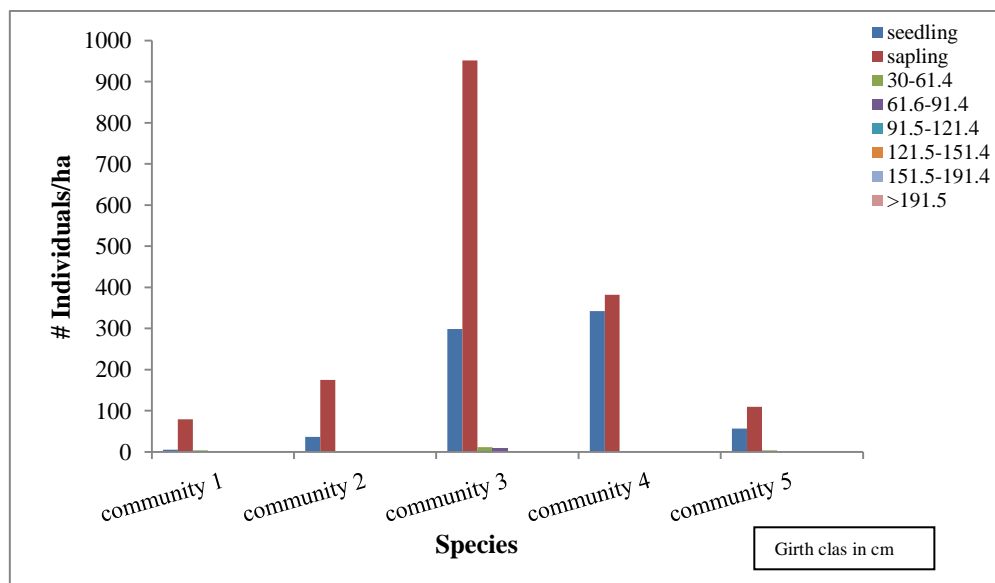 # Individuals/ha
1000
900
800
700
600
500
400
300
200
100
0
community 1
community 2
community 3
community 4
community 5
Species
seedling
sapling
30-61.4
61.6-91.4
91.5-121.4
121.5-151.4
151.5-191.4
>191.5
Girth clas in cm